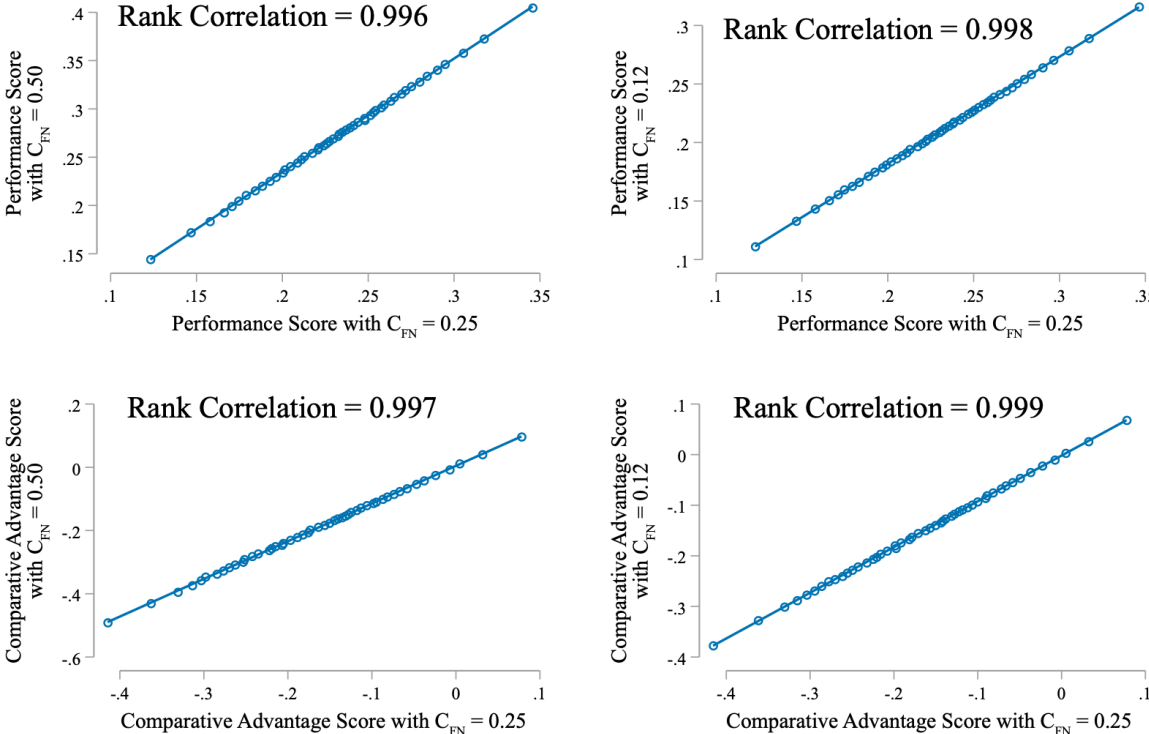 Rank Correlation = 0.996
Performance Score
with C_FN = 0.50
.4
.35
.3
.25
.2
.15
.1 .15 .2 .25 .3 .35
Performance Score with C_FN = 0.25
Rank Correlation = 0.998
Performance Score
with C_FN = 0.12
.3
.25
.2
.15
.1
.1 .15 .2 .25 .3 .3
Performance Score with C_FN = 0.25
Rank Correlation = 0.997
Comparative Advantage Score
with C_FN = 0.50
.2
0
-.2
-.4
-.6
-.4 -.3 -.2 -.1 0 .1
Comparative Advantage Score with C_FN = 0.25
Rank Correlation = 0.999
Comparative Advantage Score
with C_FN = 0.12
.1
0
-.1
-.2
-.3
-.4
-.4 -.3 -.2 -.1 0 .1
Comparative Advantage Score with C_FN = 0.25